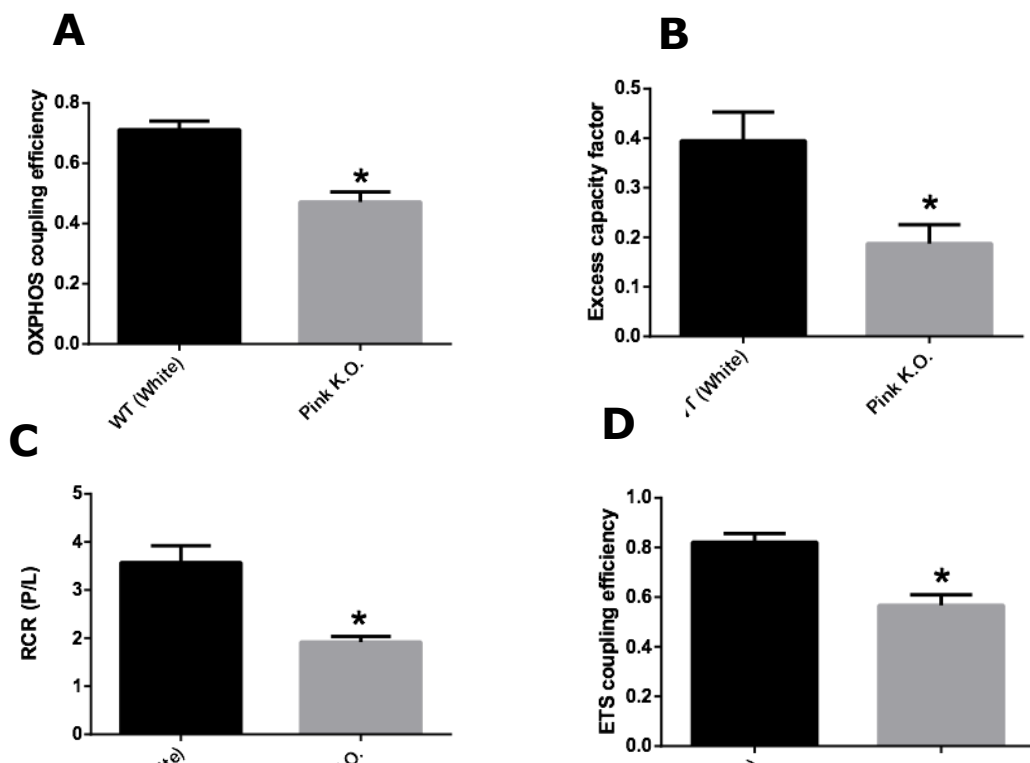 A
OXPHOS coupling efficiency
0.8
0.6
0.4
0.2
0.0
*
WT (White)
Pink K.O.
B
Excess capacity factor
0.5
0.4
0.3
0.2
0.1
0.0
*
(White)
Pink K.O.
C
RCR (P/L)
5
4
3
2
1
0
*
D
ETS coupling efficiency
1.0
0.8
0.6
0.4
0.2
0.0
*